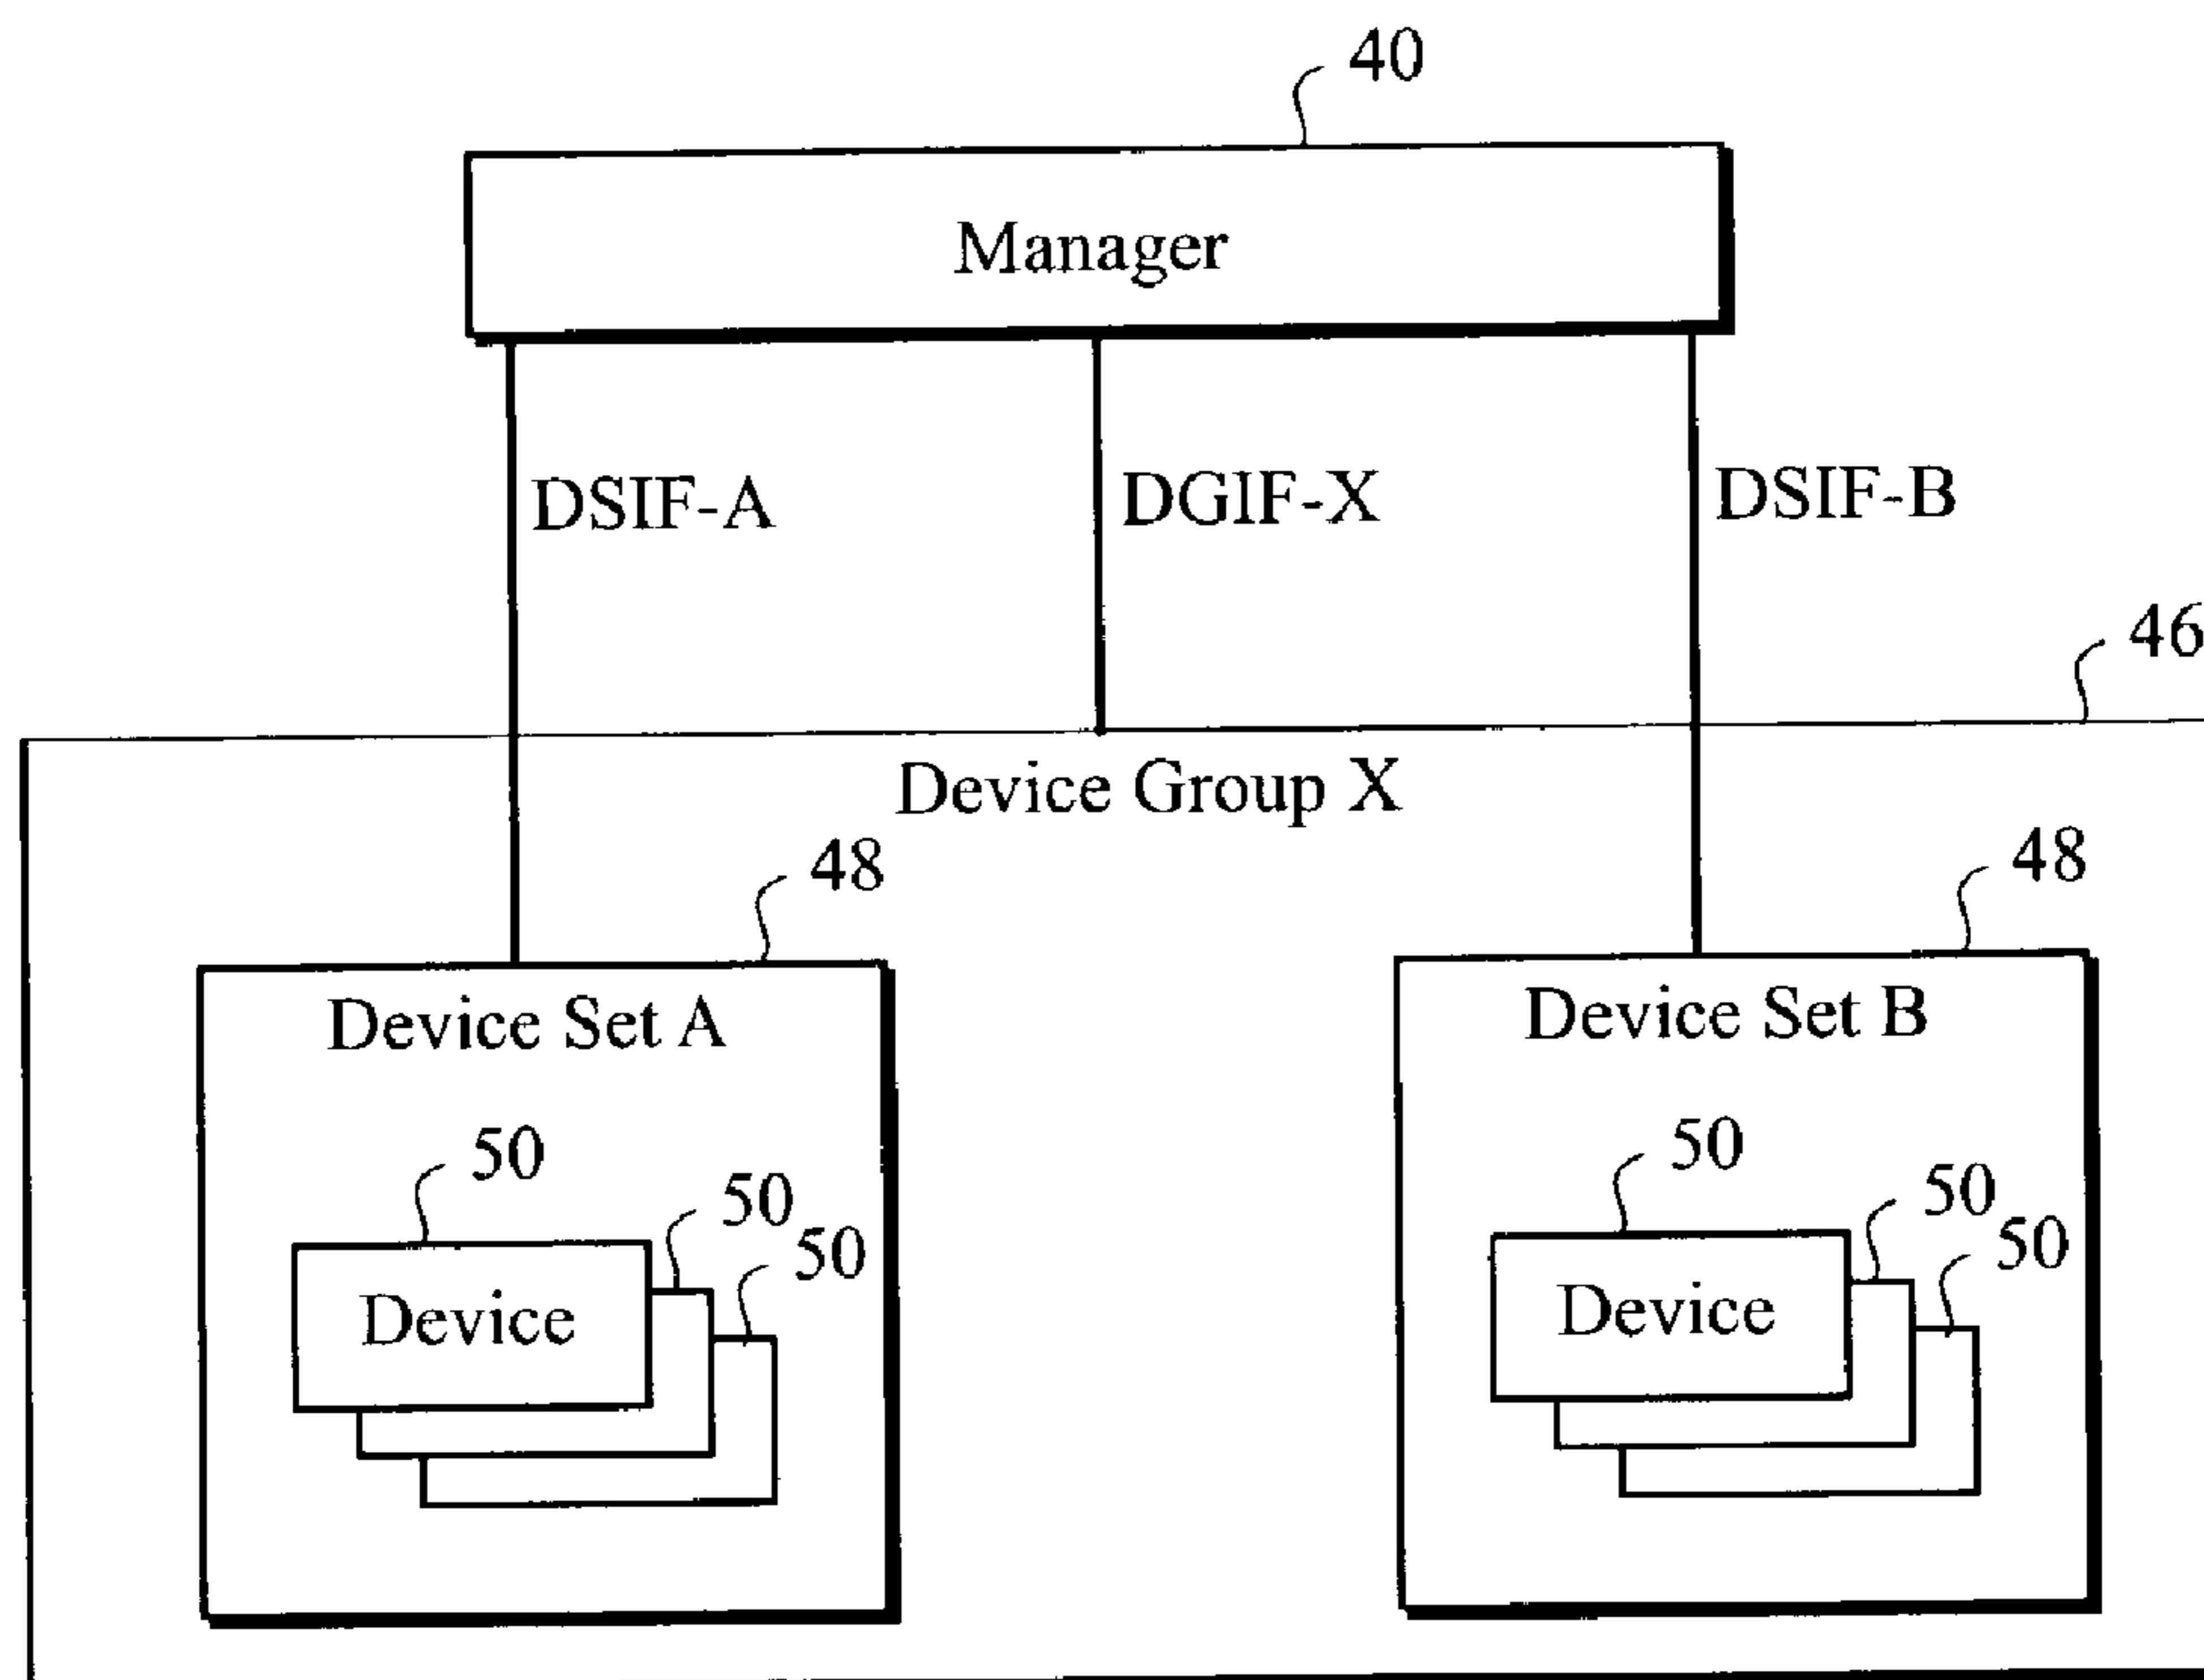 40
Manager
DSIF-A
DGIF-X
DSIF-B
46
Device Group X
48
48
Device Set A
Device Set B
50
50
50
50
50
50
Device
Device